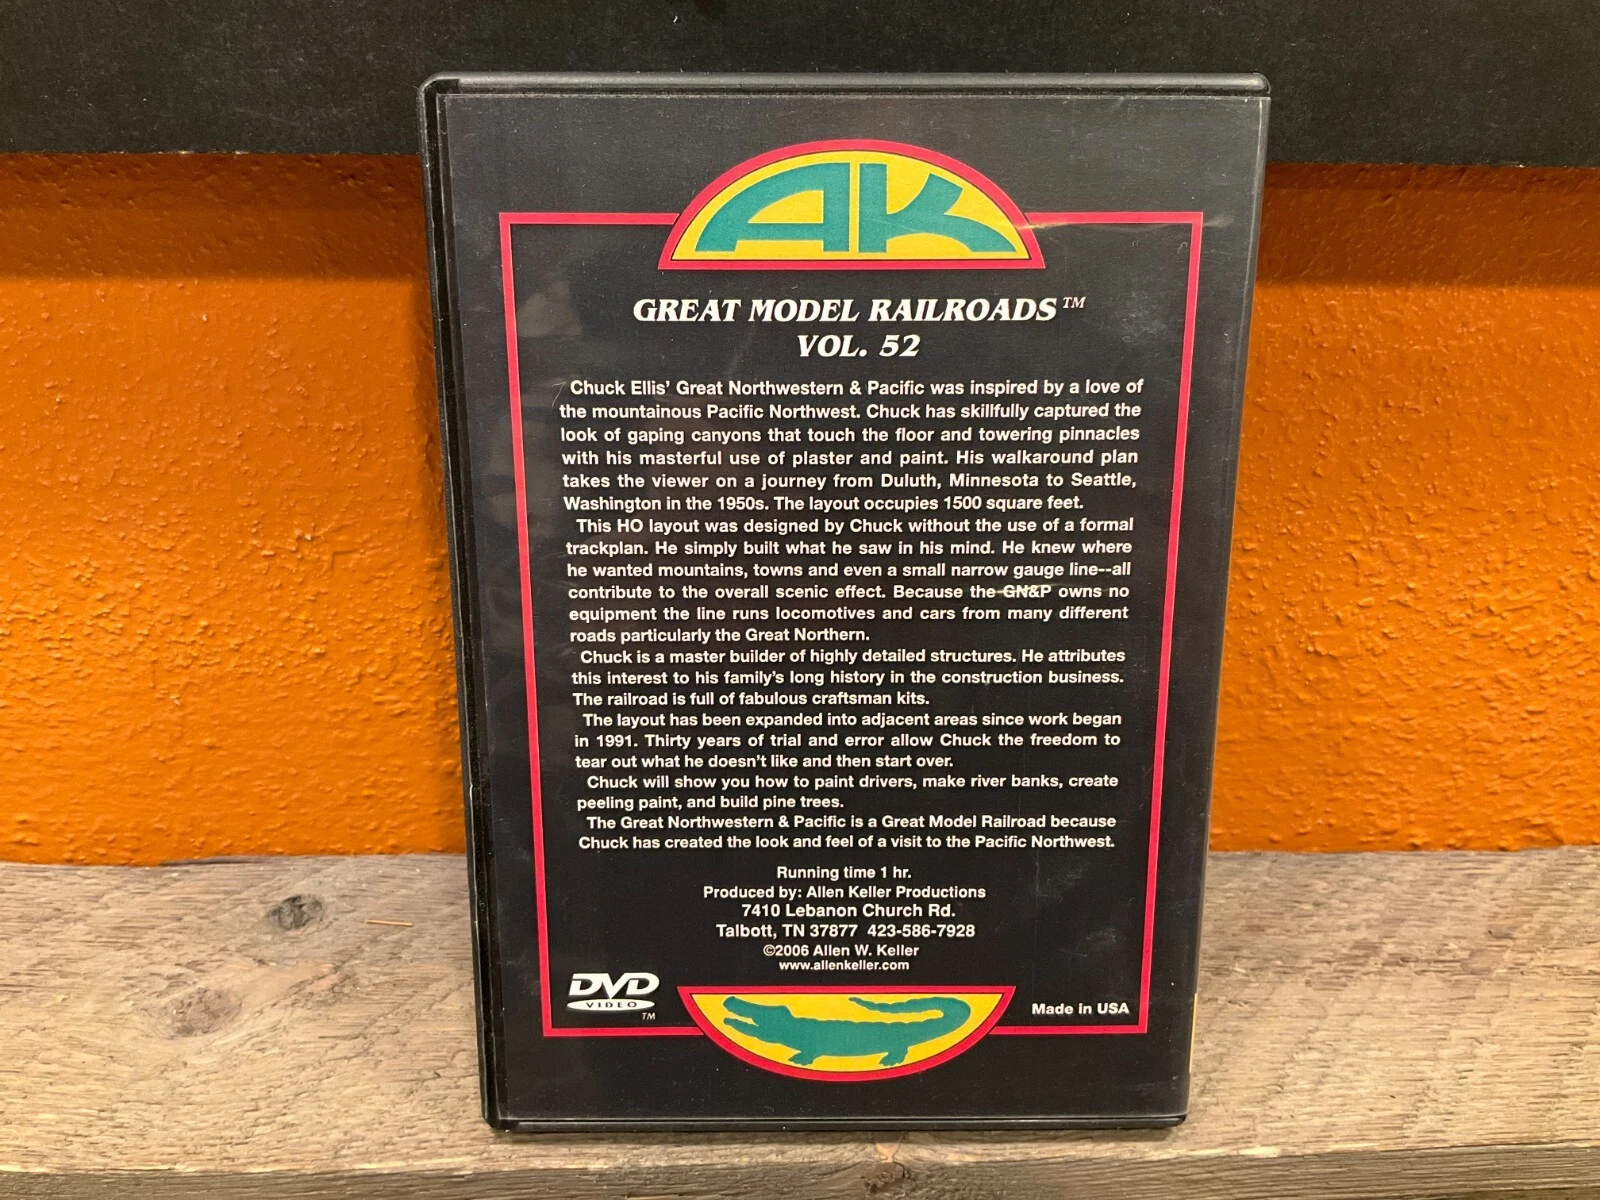 AK
GREAT MODEL RAILROADS™
VOL. 52
Chuck Ellis' Great Northwestern & Pacific was inspired by a love of
the mountainous Pacific Northwest. Chuck has skillfully captured the
look of gaping canyons that touch the floor and towering pinnacles
with his masterful use of plaster and paint. His walkaround plan
takes the viewer on a journey from Duluth, Minnesota to Seattle,
Washington in the 1950s. The layout occupies 1500 square feet.
This HO layout was designed by Chuck without the use of a formal
trackplan. He simply built what he saw in his mind. He knew where
he wanted mountains, towns and even a small narrow gauge line--all
contribute to the overall scenic effect. Because the GN&P owns no
equipment the line runs locomotives and cars from many different
roads particularly the Great Northern.
Chuck is a master builder of highly detailed structures. He attributes
this interest to his family's long history in the construction business.
The railroad is full of fabulous craftsman kits.
The layout has been expanded into adjacent areas since work began
in 1991. Thirty years of trial and error allow Chuck the freedom to
tear out what he doesn't like and then start over.
Chuck will show you how to paint drivers, make river banks, create
peeling paint, and build pine trees.
The Great Northwestern & Pacific is a Great Model Railroad because
Chuck has created the look and feel of a visit to the Pacific Northwest.
Running time 1 hr.
Produced by: Allen Keller Productions
7410 Lebanon Church Rd.
Talbott, TN 37877 423-586-7928
©2006 Allen W. Keller
www.allenkeller.com
DVD
VIDEO
TM
Made in USA